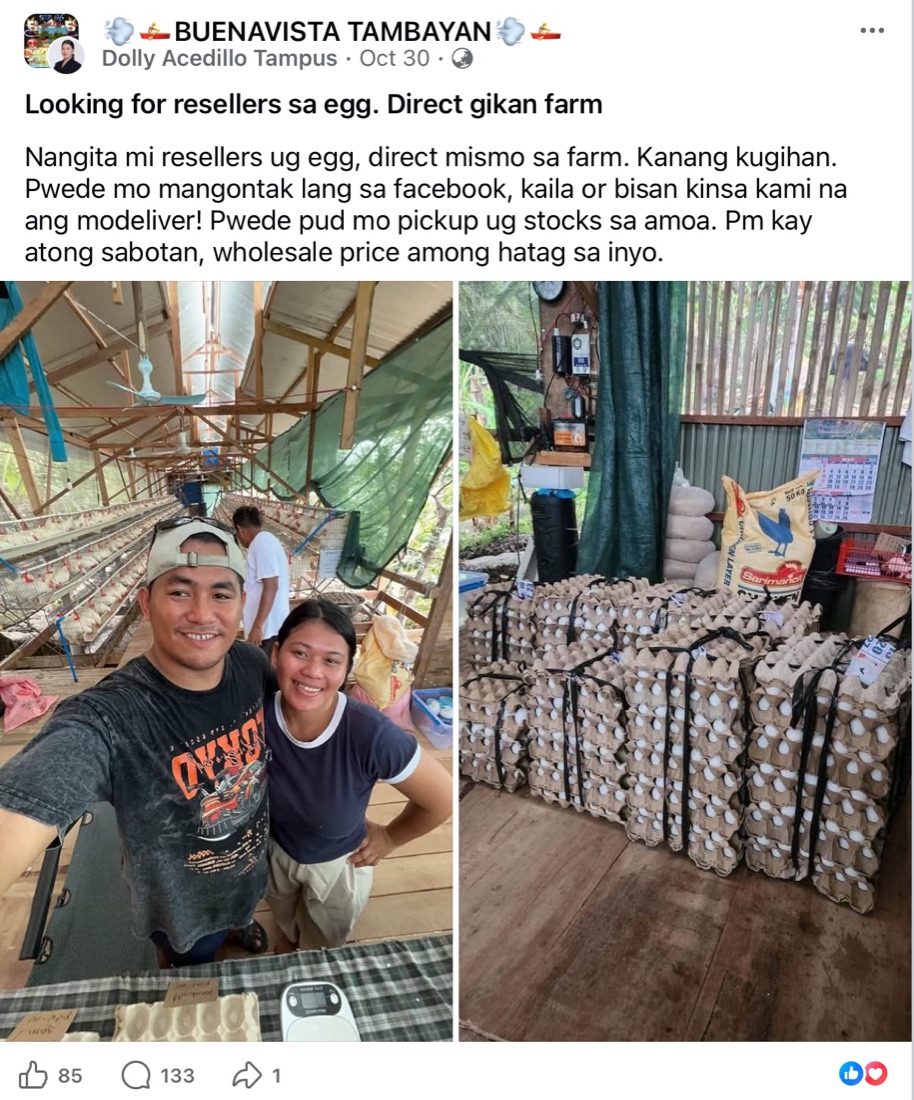 BUENAVISTA TAMBAYAN
Dolly Acedillo Tampus · Oct 30 ·
Looking for resellers sa egg. Direct gikan farm
Nangita mi resellers ug egg, direct mismo sa farm. Kanang kugihan.
Pwede mo mangontak lang sa facebook, kaila or bisan kinsa kami na
ang modeliver! Pwede pud mo pickup ug stocks sa amoa. Pm kay
atong sabotan, wholesale price among hatag sa inyo.
50 KG
LAYER
Sarimanok
85
133
1